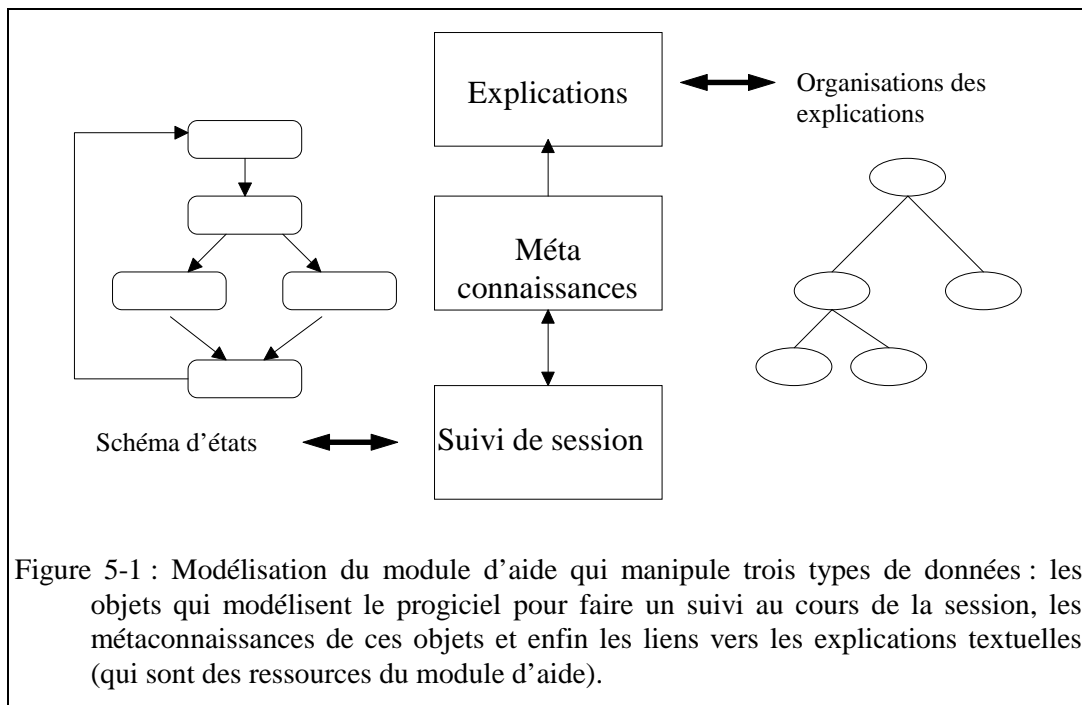 Explications
Organisations des
explications
Méta
connaissances
Schéma d'états
Suivi de session
Figure 5-1 : Modélisation du module d'aide qui manipule trois types de données : les
objets qui modélisent le progiciel pour faire un suivi au cours de la session, les
métaconnaissances de ces objets et enfin les liens vers les explications textuelles
(qui sont des ressources du module d'aide).